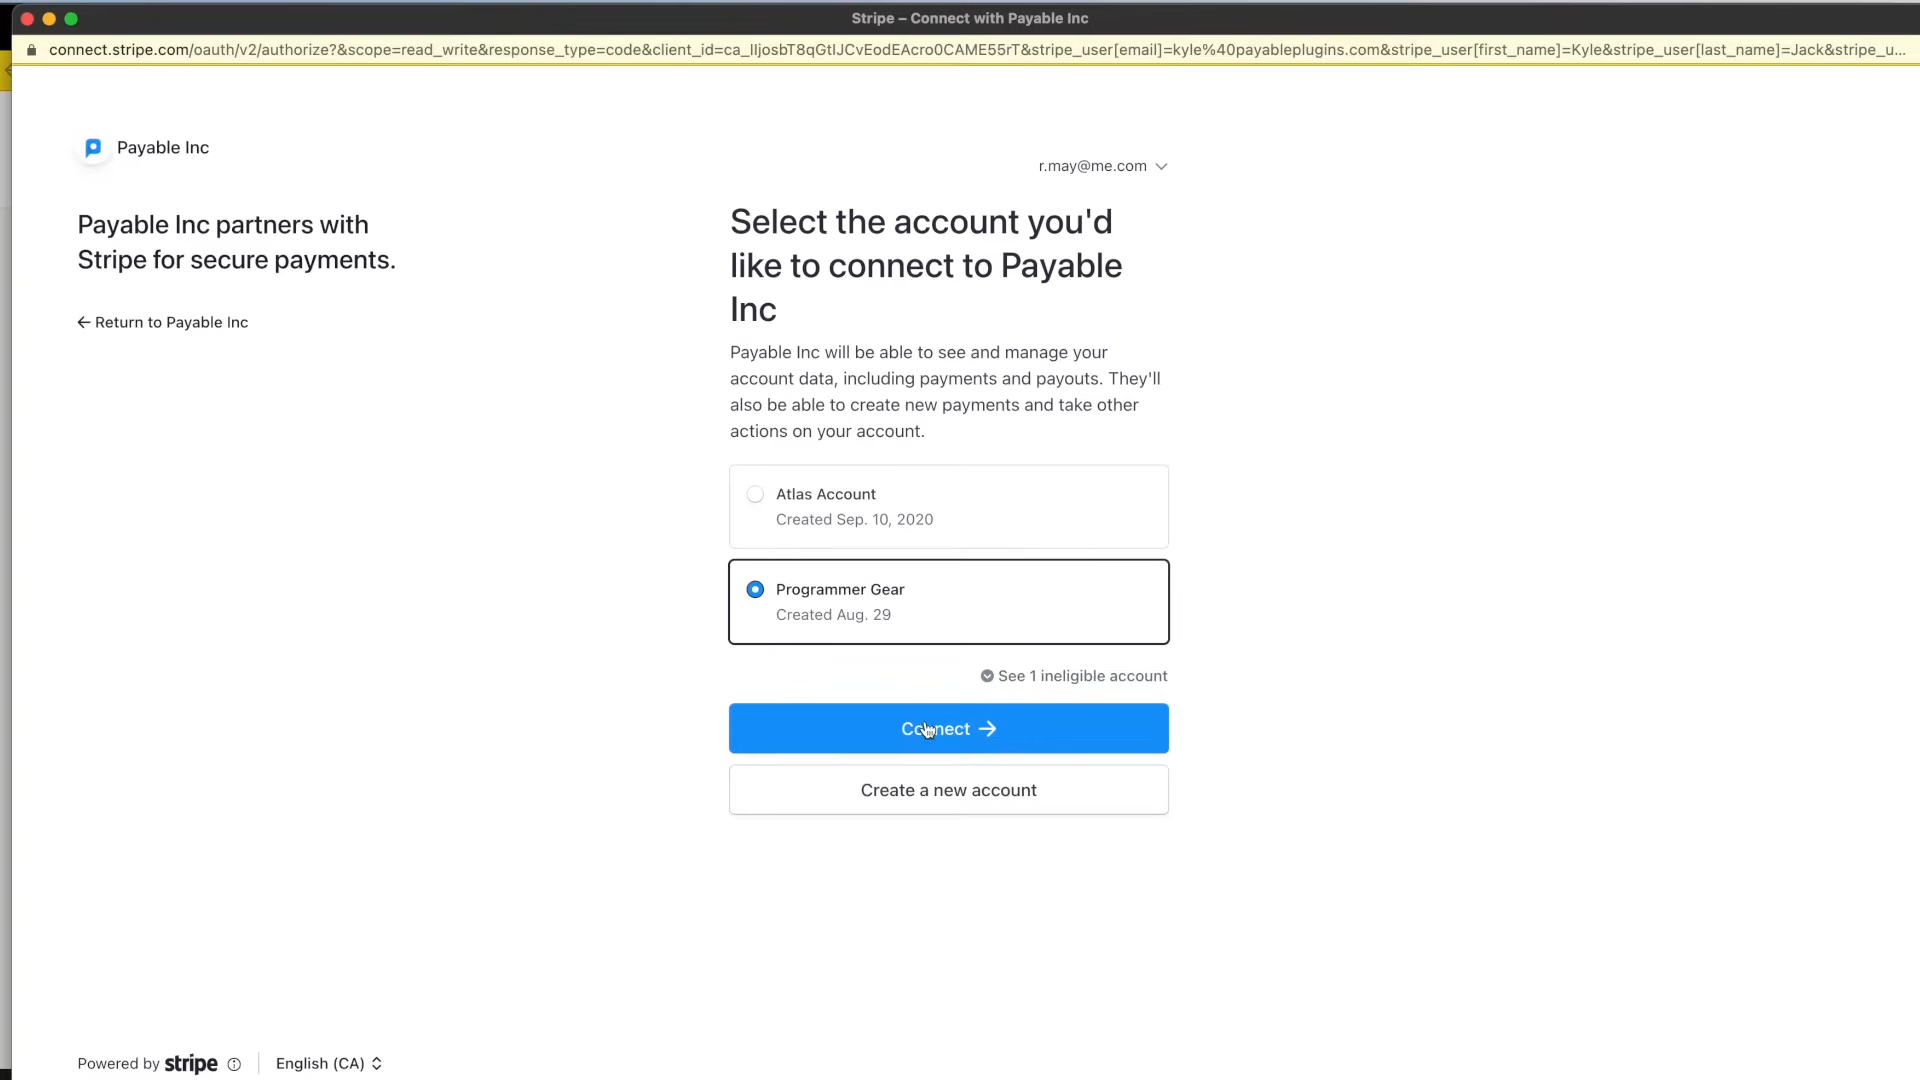 Stripe – Connect with Payable Inc
connect.stripe.com/oauth/v2/authorize?&scope=read_write&response_type=code&client_id=ca_IljosbT8qGtIJCvEodEAcro0CAME55rT&stripe_user[email]=kyle%40payableplugins.com&stripe_user[first_name]=Kyle&stripe_user[last_name]=Jack&stripe_u...
Payable Inc
r.may@me.com
Payable Inc partners with
Stripe for secure payments.
← Return to Payable Inc
Select the account you'd
like to connect to Payable
Inc
Payable Inc will be able to see and manage your
account data, including payments and payouts. They'll
also be able to create new payments and take other
actions on your account.
Atlas Account
Created Sep. 10, 2020
Programmer Gear
Created Aug. 29
See 1 ineligible account
Connect →
Create a new account
Powered by stripe
English (CA)